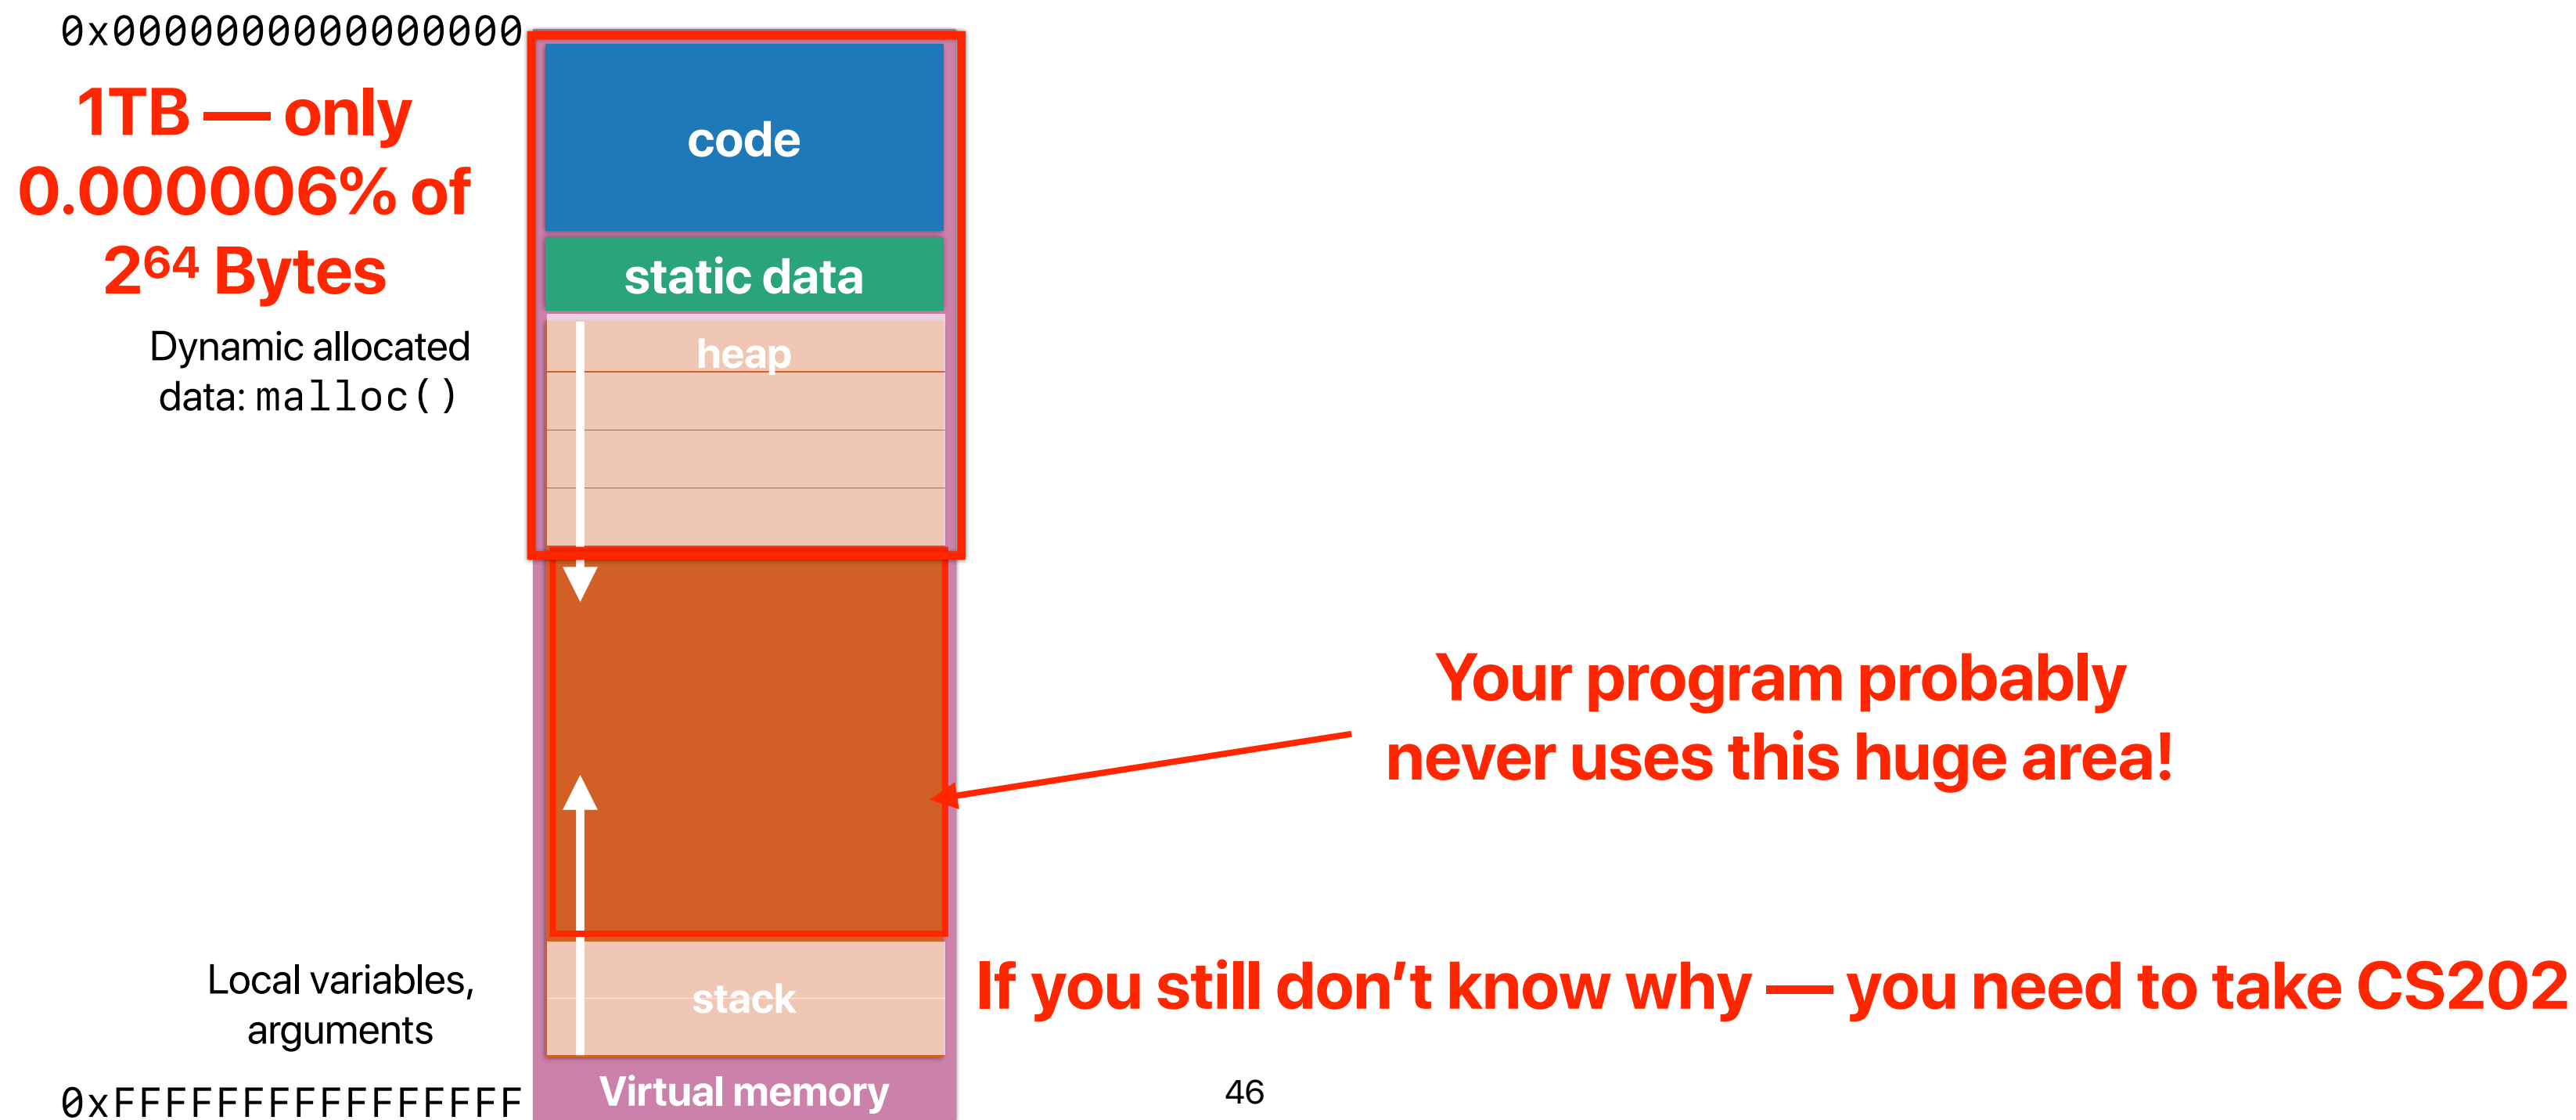 0x0000000000000000
1TB — only
0.000006% of
2⁶⁴ Bytes
code
static data
heap
Dynamic allocated
data: malloc()
Your program probably
never uses this huge area!
Local variables,
arguments
stack
If you still don’t know why — you need to take CS202
0xFFFFFFFFFFFFFFFF
Virtual memory
46